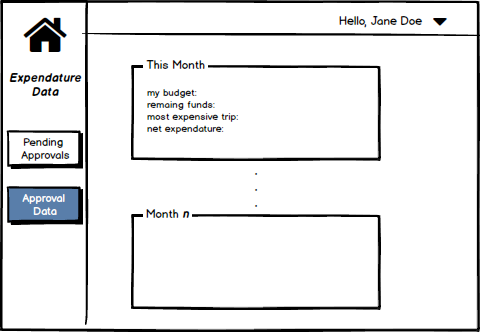 Hello, Jane Doe
Expendature
Data
Pending
Approvals
Approval
Data
This Month
my budget:
remaing funds:
most expensive trip:
net expendature:
Month n